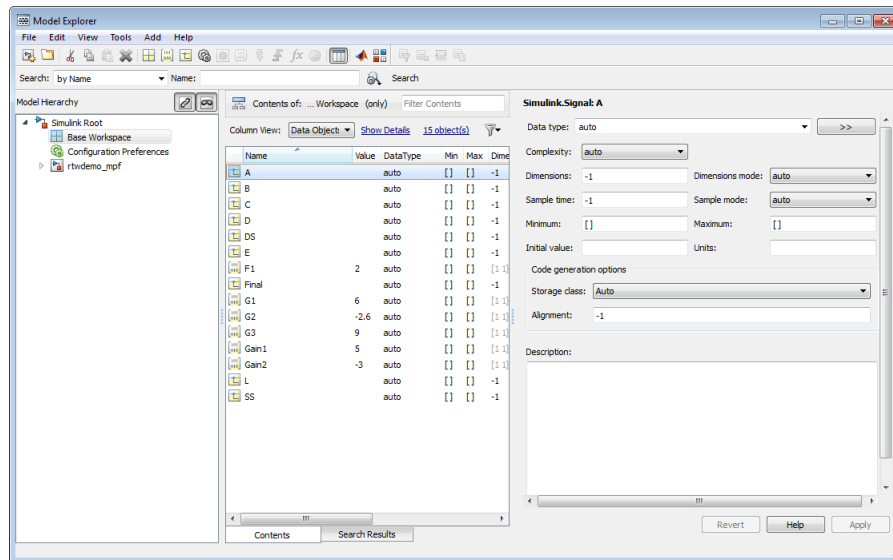 Model Explorer
File Edit View Tools Add Help
Search: by Name Name: Search
Model Hierarchy
Simulink Root
Base Workspace
Configuration Preferences
rtwdemo_mpf
Contents of: ... Workspace (only) Filter Contents
Column View: Data Objects Show Details 15 object(s)
Name Value DataType Min Max Dime
A auto [ ] [ ] -1
B auto [ ] [ ] -1
C auto [ ] [ ] -1
D auto [ ] [ ] -1
DS auto [ ] [ ] -1
E auto [ ] [ ] -1
F1 2 auto [ ] [ ] [1 1]
Final auto [ ] [ ] -1
G1 6 auto [ ] [ ] [1 1]
G2 -2.6 auto [ ] [ ] [1 1]
G3 9 auto [ ] [ ] [1 1]
Gain1 5 auto [ ] [ ] [1 1]
Gain2 -3 auto [ ] [ ] [1 1]
L auto [ ] [ ] -1
SS auto [ ] [ ] -1
Contents Search Results
Simulink.Signal: A
Data type: auto >>
Complexity: auto
Dimensions: -1 Dimensions mode: auto
Sample time: -1 Sample mode: auto
Minimum: [ ] Maximum: [ ]
Initial value: Units:
Code generation options
Storage class: Auto
Alignment: -1
Description:
Revert Help Apply